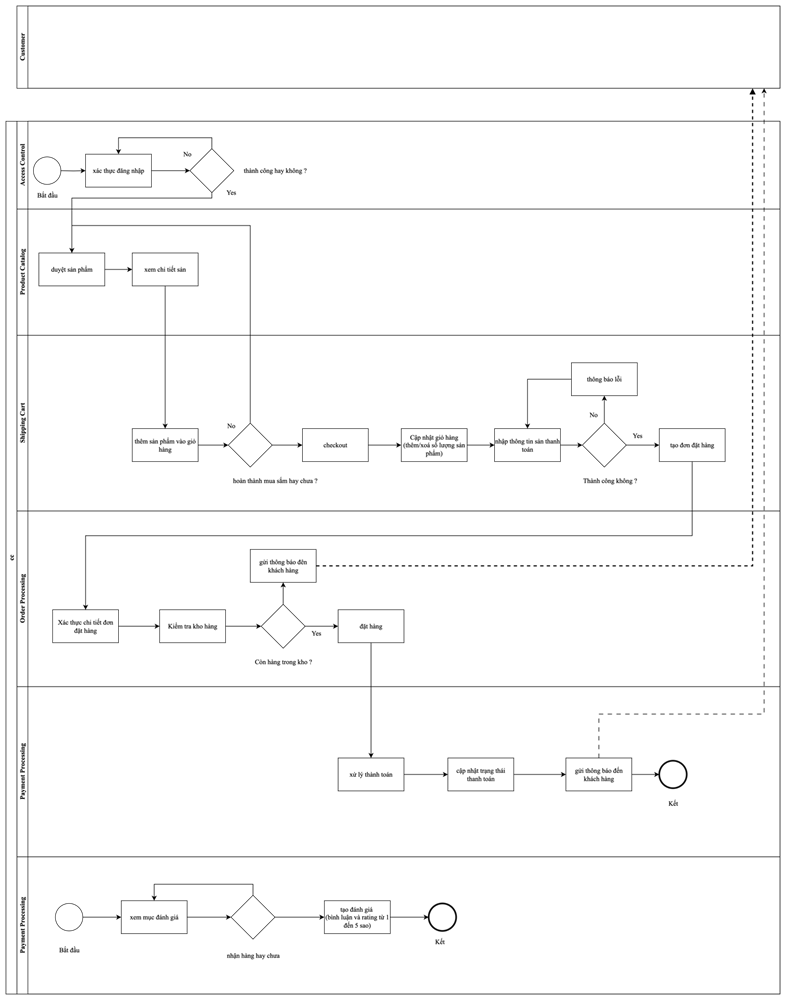 Customer
cc
Access Control
No
xác thực đăng nhập
thành công hay không ?
Yes
Bắt đầu
Product Catalog
duyệt sản phẩm
xem chi tiết sản
Shipping Cart
thông báo lỗi
No
No
Yes
thêm sản phẩm vào giỏ
hàng
checkout
Cập nhật giỏ hàng
(thêm/xoá số lượng sản
phẩm)
nhập thông tin sản thanh
toán
tạo đơn đặt hàng
hoàn thành mua sắm hay chưa ?
Thành công không ?
Order Processing
gửi thông báo đến
khách hàng
Xác thực chi tiết đơn
đặt hàng
Kiểm tra kho hàng
Yes
đặt hàng
Còn hàng trong kho ?
Payment Processing
xử lý thành toán
cập nhật trạng thái
thanh toán
gửi thông báo đến
khách hàng
Kết
Payment Processing
xem mục đánh giá
tạo đánh giá
(bình luận và rating từ 1
đến 5 sao)
Bắt đầu
nhận hàng hay chưa
Kết